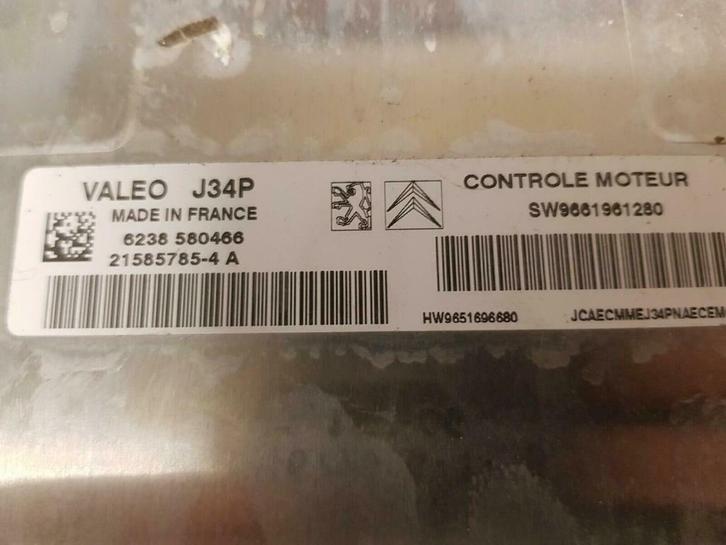 VALEO J34P
MADE IN FRANCE
6238 580466
21585785-4 A
CONTROLE MOTEUR
SW9661961280
HW9651696680
JCAECMMEJ34PNAECEM